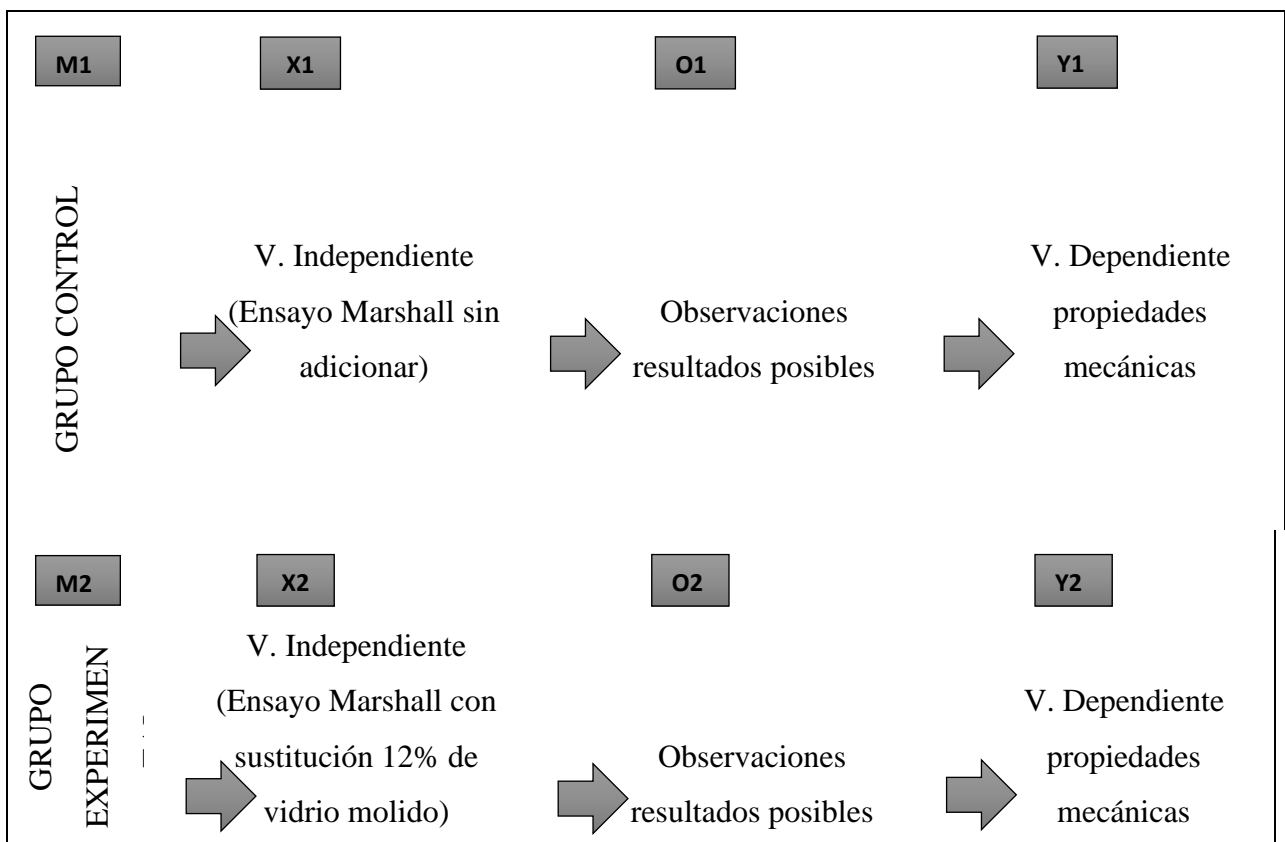 M1
X1
O1
Y1
GRUPO CONTROL
V. Independiente
(Ensayo Marshall sin
adicionar)
Observaciones
resultados posibles
V. Dependiente
propiedades
mecánicas
M2
X2
O2
Y2
GRUPO
EXPERIMEN
V. Independiente
(Ensayo Marshall con
sustitución 12% de
vidrio molido)
Observaciones
resultados posibles
V. Dependiente
propiedades
mecánicas